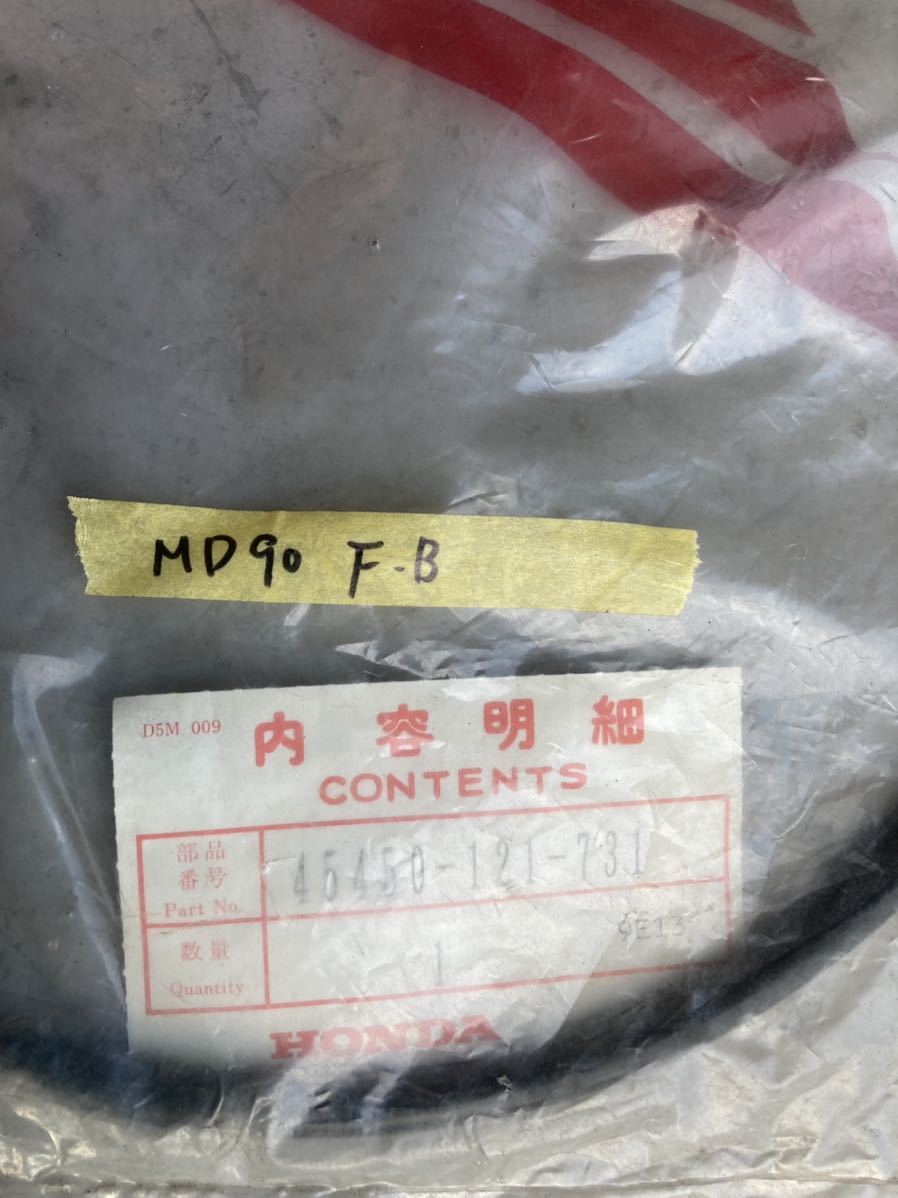 MD90 F-B
D5M 009
内容明細
CONTENTS
部品
番号
Part No.
45450-121-731
数量
Quantity
1
9E13
HONDA